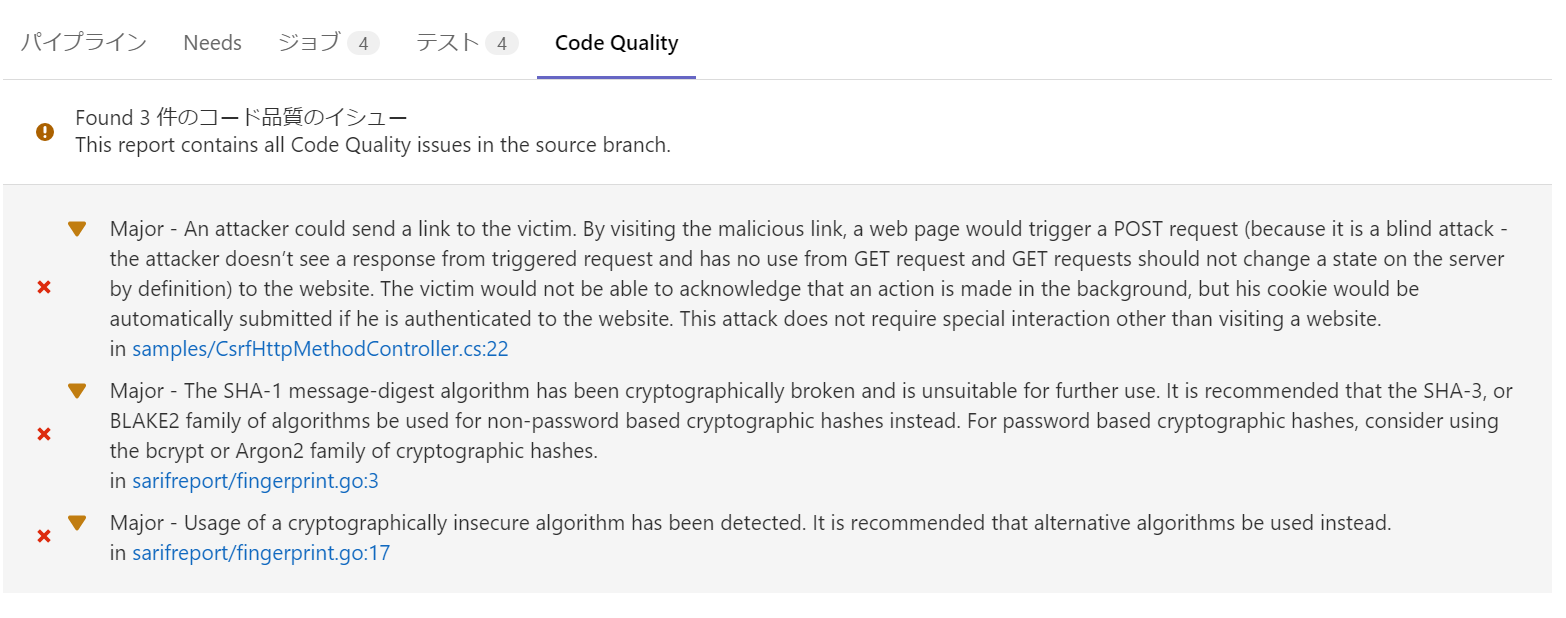 パイプライン Needs ジョブ 4 テスト 4 Code Quality
Found 3 件のコード品質のイシュー
This report contains all Code Quality issues in the source branch.
Major - An attacker could send a link to the victim. By visiting the malicious link, a web page would trigger a POST request (because it is a blind attack -
the attacker doesn’t see a response from triggered request and has no use from GET request and GET requests should not change a state on the server
by definition) to the website. The victim would not be able to acknowledge that an action is made in the background, but his cookie would be
automatically submitted if he is authenticated to the website. This attack does not require special interaction other than visiting a website.
in samples/CsrfHttpMethodController.cs:22
Major - The SHA-1 message-digest algorithm has been cryptographically broken and is unsuitable for further use. It is recommended that the SHA-3, or
BLAKE2 family of algorithms be used for non-password based cryptographic hashes instead. For password based cryptographic hashes, consider using
the bcrypt or Argon2 family of cryptographic hashes.
in sarifreport/fingerprint.go:3
Major - Usage of a cryptographically insecure algorithm has been detected. It is recommended that alternative algorithms be used instead.
in sarifreport/fingerprint.go:17